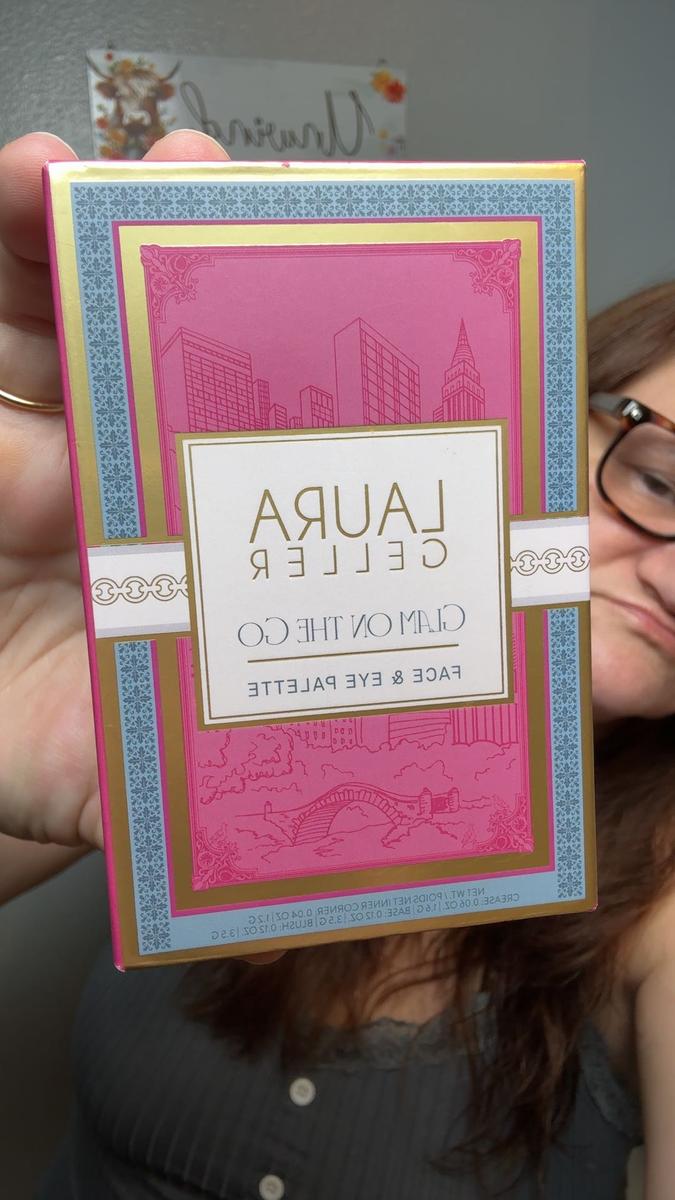 Unwind
LAURA
GELLER
GLAM ON THE GO
FACE & EYE PALETTE
NET WT. / POIDS NET INNER CORNER: 0.04 OZ | 1.2 G
CREASE: 0.06 OZ | 1.6 G | BASE: 0.12 OZ | 3.5 G | BLUSH: 0.12 OZ | 3.5 G